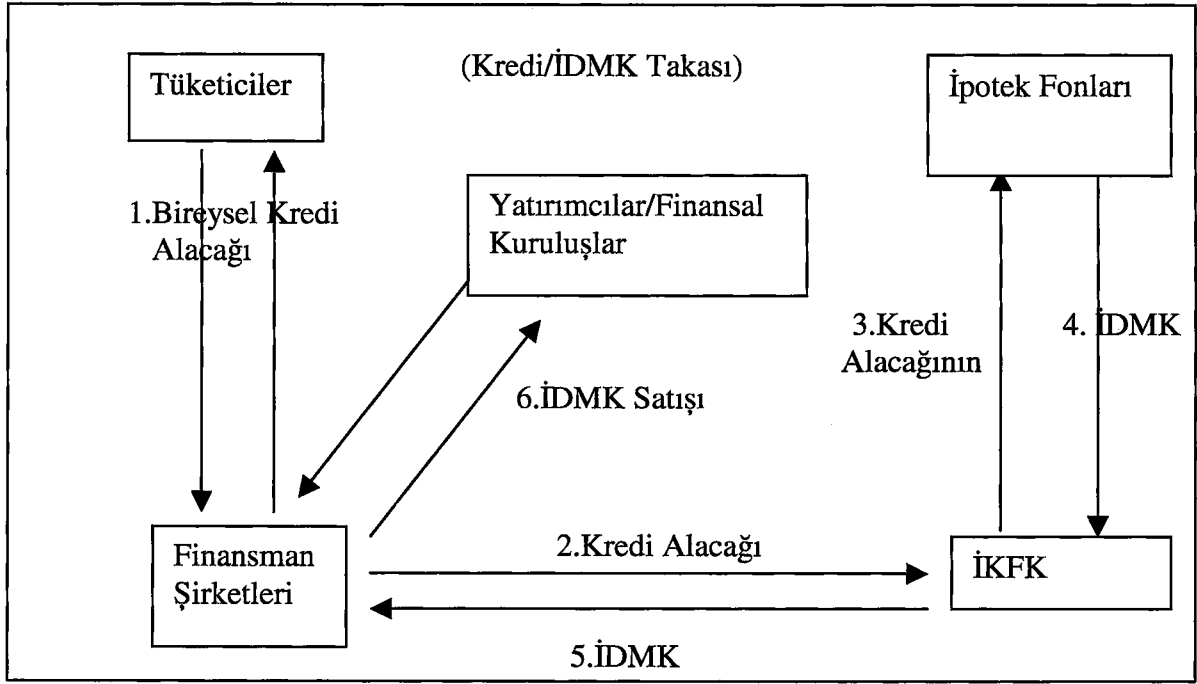 (Kredi/İDMK Takası)
Tüketiciler
İpotek Fonları
1.Bireysel Kredi
Alacağı
Yatırımcılar/Finansal
Kuruluşlar
3.Kredi
Alacağının
4. İDMK
6.İDMK Satışı
Finansman
Şirketleri
2.Kredi Alacağı
İKFK
5.İDMK